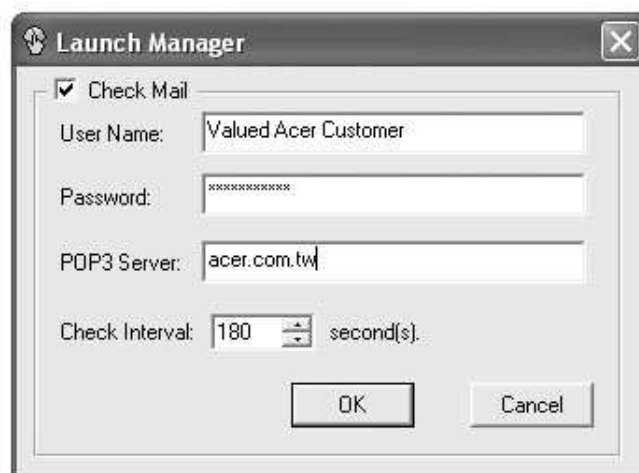 Launch Manager
Check Mail
User Name: Valued Acer Customer
Password: ***********
POP3 Server: acer.com.tw
Check Interval: 180 second(s).
OK Cancel